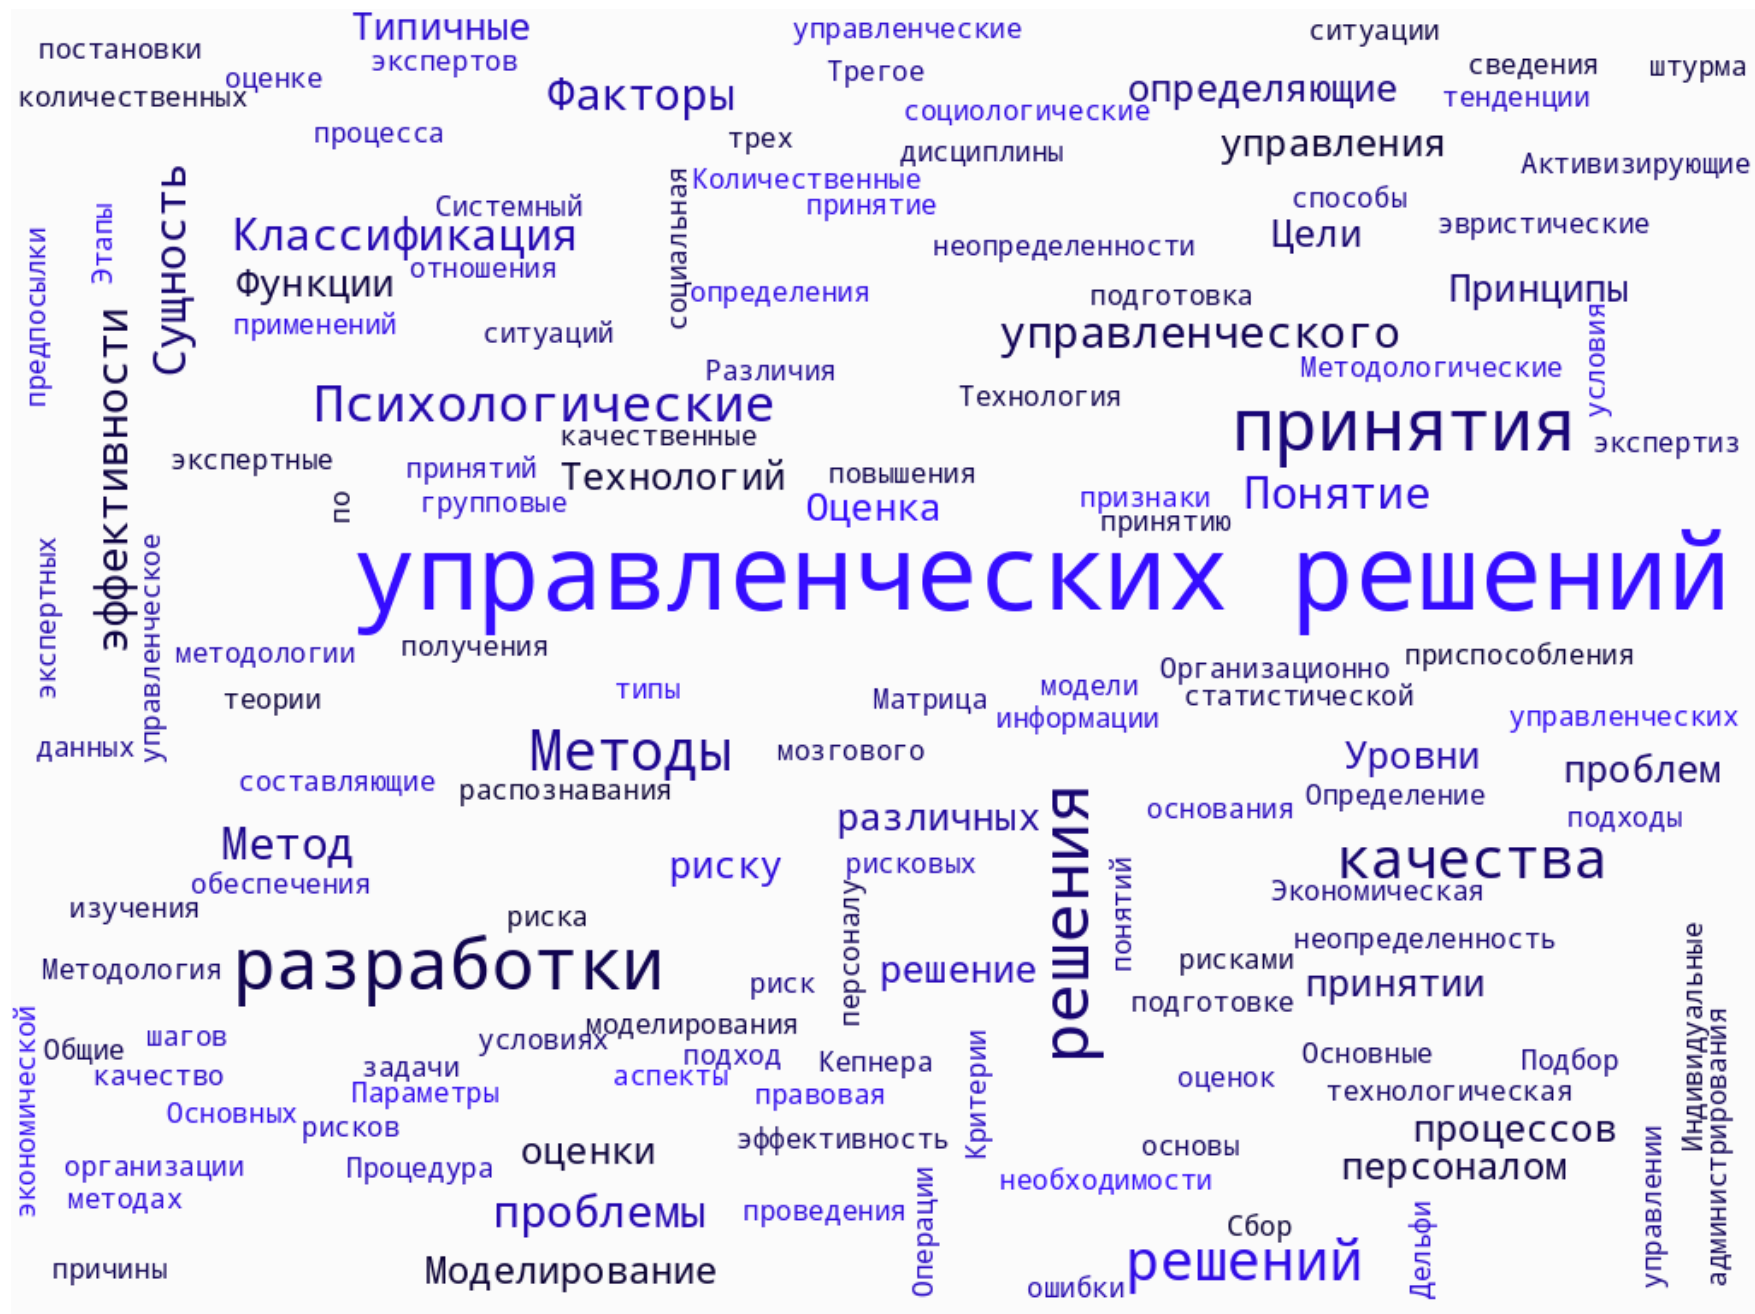 Типичные
управленческие
ситуации
постановки
экспертов
Трегое
сведения
штурма
оценке
количественных
Факторы
определяющие
тенденции
социологические
процесса
трех
дисциплины
управления
Активизирующие
Сущность
социальная
Количественные
принятие
способы
Системный
Этапы
предпосылки
Классификация
неопределенности
Цели
эвристические
отношения
Функции
определения
подготовка
Принципы
применений
ситуаций
управленческого
условия
эффективности
Различия
Методологические
Психологические
Технология
принятия
качественные
экспертиз
экспертные
принятий
Технологий
повышения
по
групповые
Оценка
признаки
Понятие
принятию
управленческих решений
экспертных
управленческое
методологии
получения
Организационно
приспособления
теории
типы
Матрица
модели
статистической
информации
управленческих
данных
Методы
мозгового
Уровни
проблем
составляющие
распознавания
решения
основания
Определение
различных
подходы
Метод
риску
рисковых
понятий
качества
обеспечения
персоналу
Экономическая
изучения
риска
неопределенность
Индивидуальные
Методология
разработки
риск
решение
рисками
принятии
подготовке
экономической
Общие
шагов
условиях
моделирования
задачи
подход
Кепнера
Критерии
Основные
Подбор
администрирования
качество
Параметры
аспекты
правовая
оценок
технологическая
Основных
рисков
оценки
эффективность
основы
процессов
персоналом
организации
Процедура
необходимости
управлении
методах
проблемы
проведения
Операции
Сбор
Дельфи
причины
Моделирование
ошибки
решений